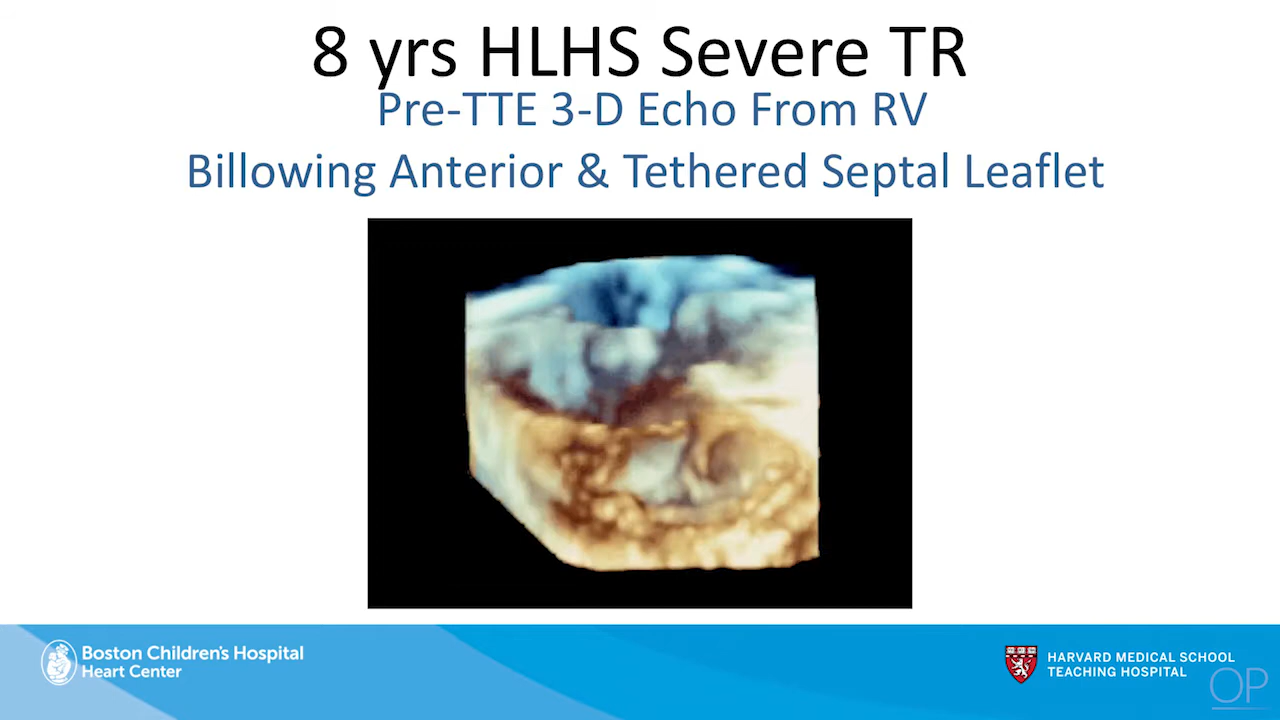 8 yrs HLHS Severe TR
Pre-TTE 3-D Echo From RV
Billowing Anterior & Tethered Septal Leaflet
Boston Children's Hospital
Heart Center
HARVARD MEDICAL SCHOOL
TEACHING HOSPITAL
OP